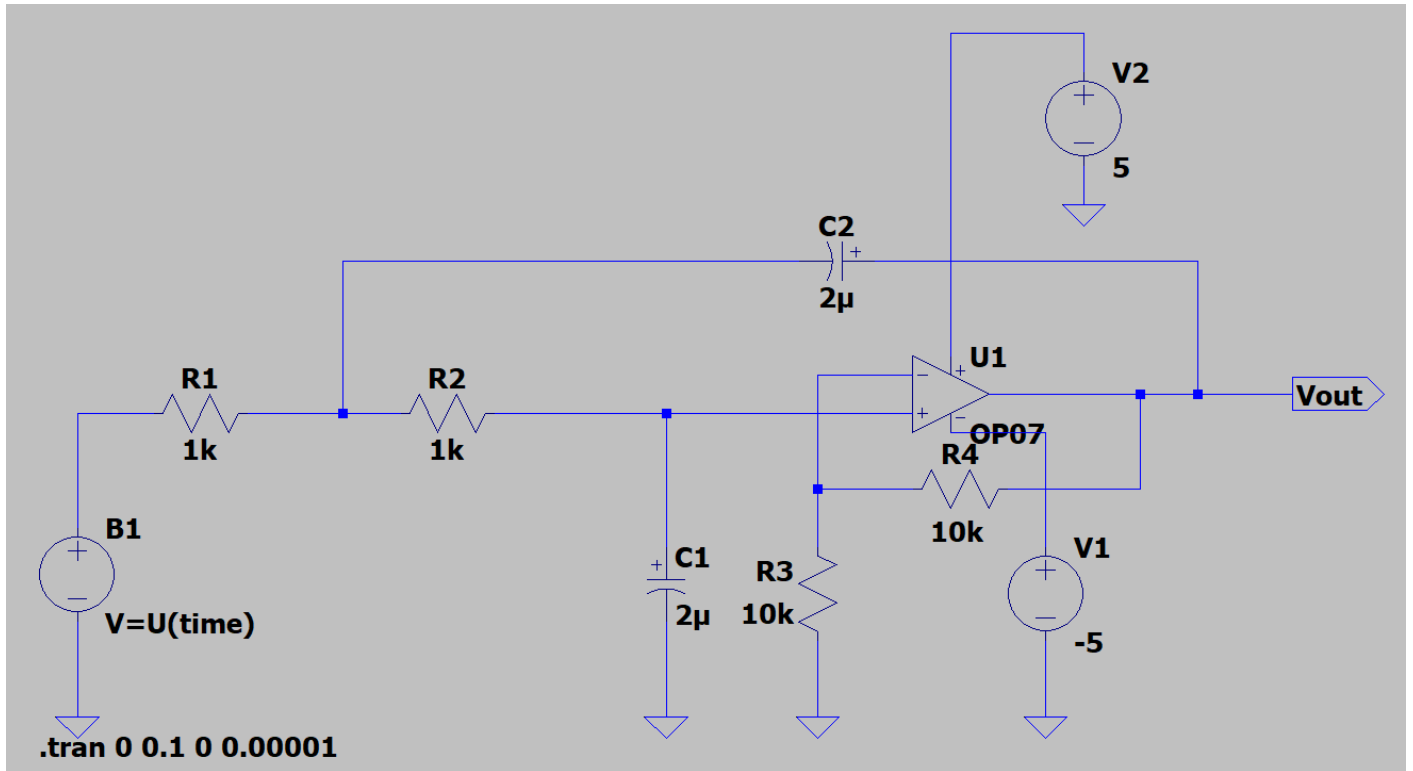 V2
5
C2
2µ
R1
1k
R2
1k
U1
OP07
Vout
R4
10k
B1
V=U(time)
C1
2µ
R3
10k
V1
-5
.tran 0 0.1 0 0.00001